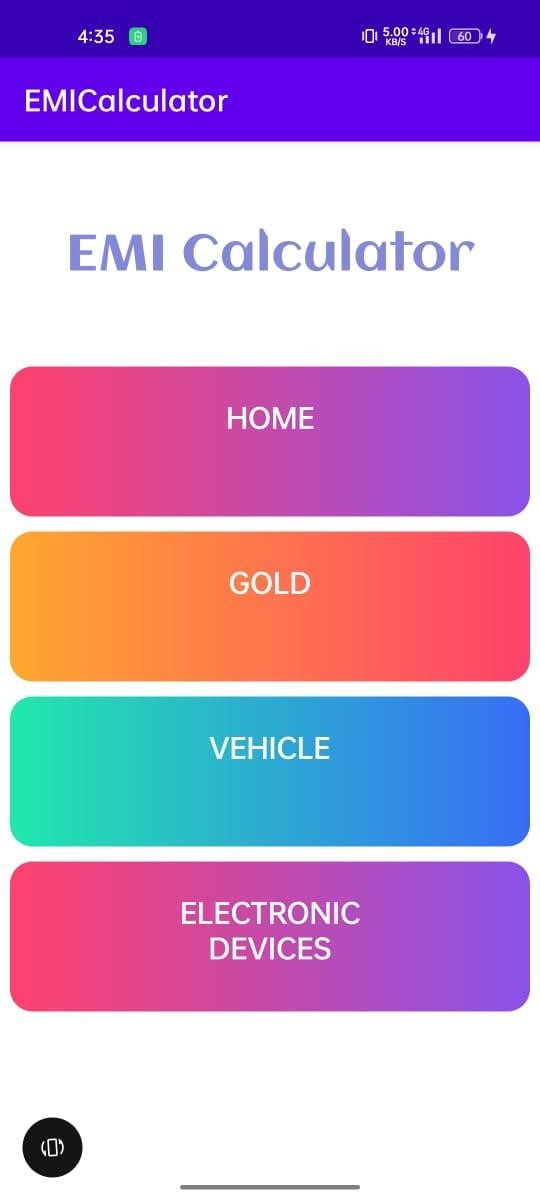 4:35 5.00 KB/S 4G 60
EMICalculator
EMI Calculator
HOME
GOLD
VEHICLE
ELECTRONIC
DEVICES